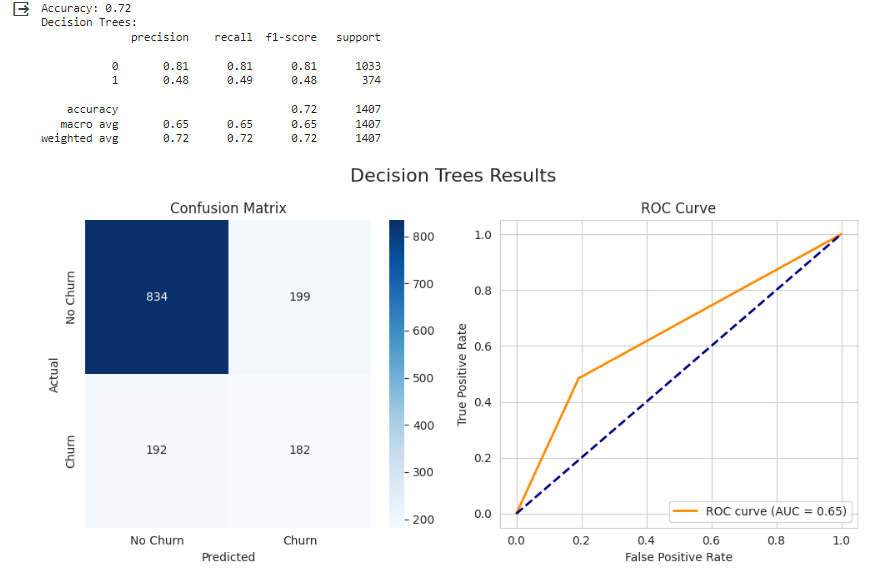 Accuracy: 0.72
Decision Trees:
precision recall f1-score support
0 0.81 0.81 0.81 1033
1 0.48 0.49 0.48 374
accuracy 0.72 1407
macro avg 0.65 0.65 0.65 1407
weighted avg 0.72 0.72 0.72 1407
Decision Trees Results
Confusion Matrix
No Churn
Churn
Actual
834
199
192
182
No Churn
Churn
Predicted
800
700
600
500
400
300
200
ROC Curve
True Positive Rate
1.0
0.8
0.6
0.4
0.2
0.0
ROC curve (AUC = 0.65)
0.0 0.2 0.4 0.6 0.8 1.0
False Positive Rate